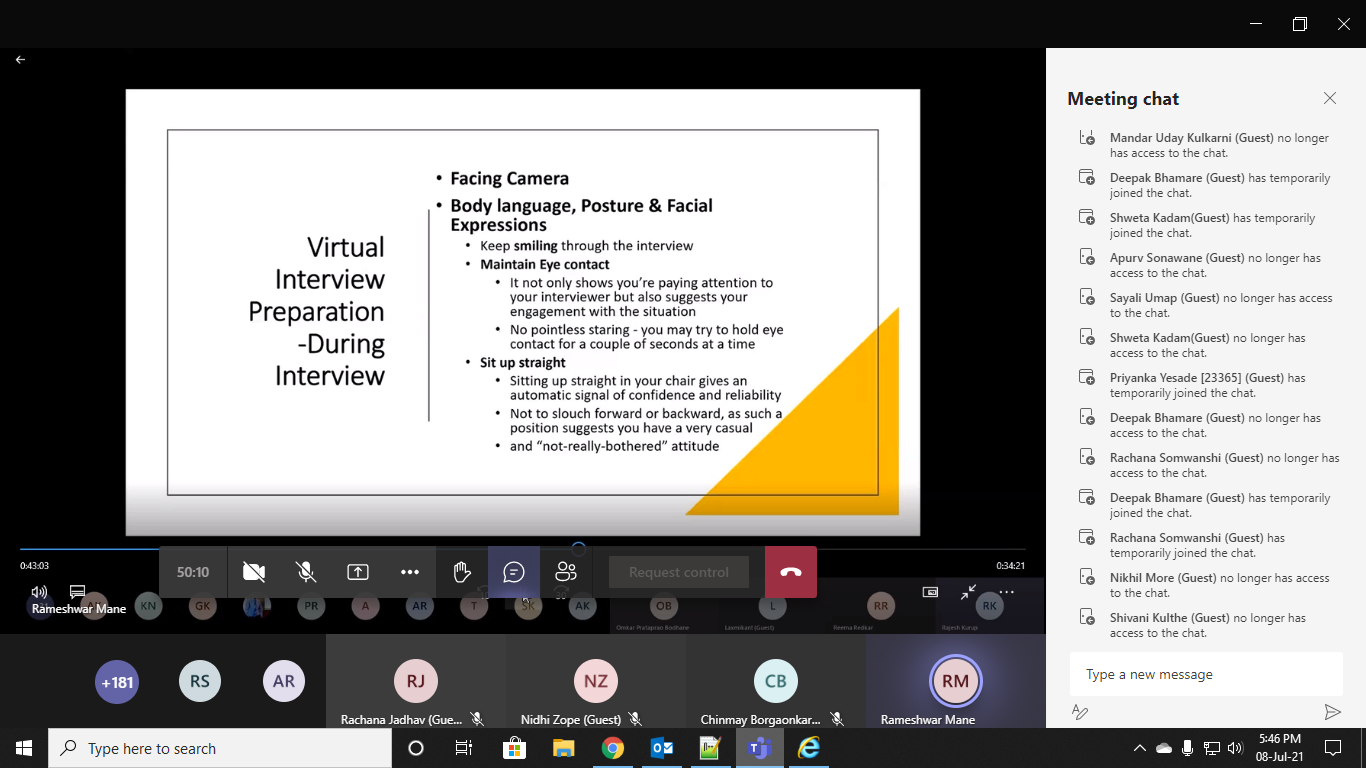 Meeting chat
Virtual
Interview
Preparation
-During
Interview
• Facing Camera
• Body language, Posture & Facial
Expressions
• Keep smiling through the interview
• Maintain Eye contact
• It not only shows you're paying attention to
your interviewer but also suggests your
engagement with the situation
• No pointless staring - you may try to hold eye
contact for a couple of seconds at a time
• Sit up straight
• Sitting up straight in your chair gives an
automatic signal of confidence and reliability
• Not to slouch forward or backward, as such a
position suggests you have a very casual
• and “not-really-bothered” attitude
Mandar Uday Kulkarni (Guest) no longer
has access to the chat.
Deepak Bhamare (Guest) has temporarily
joined the chat.
Shweta Kadam(Guest) has temporarily
joined the chat.
Apurv Sonawane (Guest) no longer has
access to the chat.
Sayali Umap (Guest) no longer has access
to the chat.
Shweta Kadam(Guest) no longer has
access to the chat.
Priyanka Yesade [23365] (Guest) has
temporarily joined the chat.
Deepak Bhamare (Guest) no longer has
access to the chat.
Rachana Somwanshi (Guest) no longer has
access to the chat.
Deepak Bhamare (Guest) has temporarily
joined the chat.
Rachana Somwanshi (Guest) has
temporarily joined the chat.
Nikhil More (Guest) no longer has access
to the chat.
Shivani Kulthe (Guest) no longer has
access to the chat.
Type a new message
0:43:03
0:34:21
50:10
Request control
Rameshwar Mane
KN
GK
PR
A
AR
T
SK
AK
OB
L
RR
RK
Omkar Prataprao Bodhane
Laxmikant (Guest)
Reema Redkar
Rajesh Kurup
+181
RS
AR
RJ
NZ
CB
RM
Rachana Jadhav (Gue...
Nidhi Zope (Guest)
Chinmay Borgaonkar...
Rameshwar Mane
Type here to search
5:46 PM
08-Jul-21